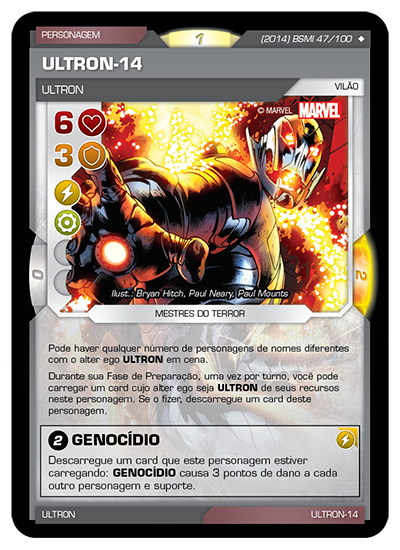 PERSONAGEM
1
(2014) BSMI 47/100
ULTRON-14
ULTRON
VILÃO
6
© MARVEL MARVEL
3
0
2
Ilust.: Bryan Hitch, Paul Neary, Paul Mounts
MESTRES DO TERROR
Pode haver qualquer número de personagens de nomes diferentes
com o alter ego ULTRON em cena.
Durante sua Fase de Preparação, uma vez por turno, você pode
carregar um card cujo alter ego seja ULTRON de seus recursos
neste personagem. Se o fizer, descarregue um card deste
personagem.
2 GENOCÍDIO
Descarregue um card que este personagem estiver
carregando: GENOCÍDIO causa 3 pontos de dano a cada
outro personagem e suporte.
ULTRON
ULTRON-14